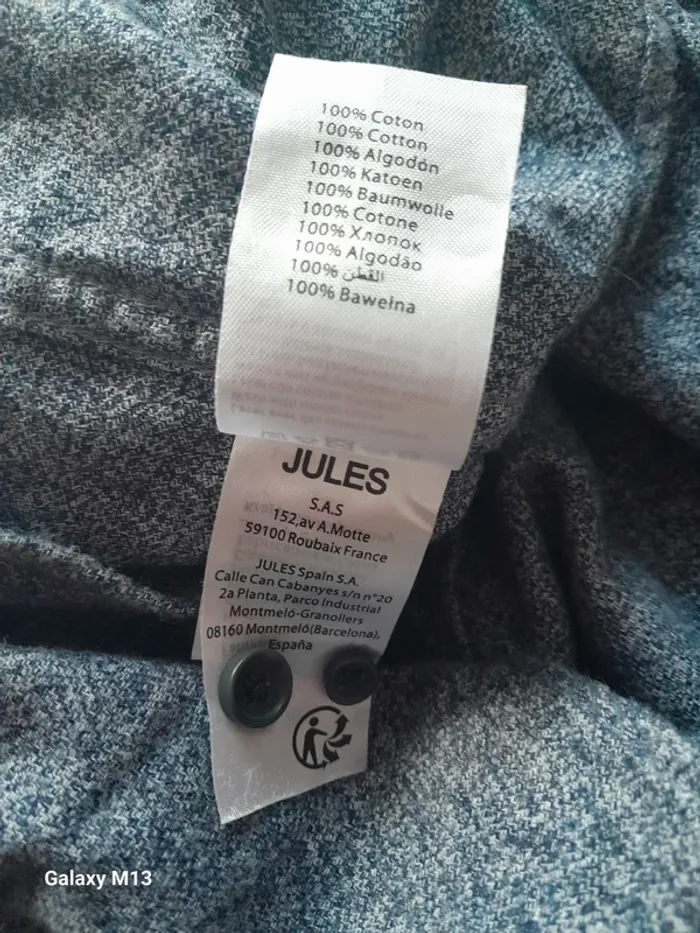 100% Coton
100% Cotton
100% Algodón
100% Katoen
100% Baumwolle
100% Cotone
100% Хлопок
100% Algodão
100% القطن
100% Bawełna
JULES
S.A.S
152,av A.Motte
59100 Roubaix France
JULES Spain S.A.
Calle Can Cabanyes s/n n°20
2a Planta, Parco Industrial
Montmeló-Granollers
08160 Montmeló(Barcelona),
España
Galaxy M13